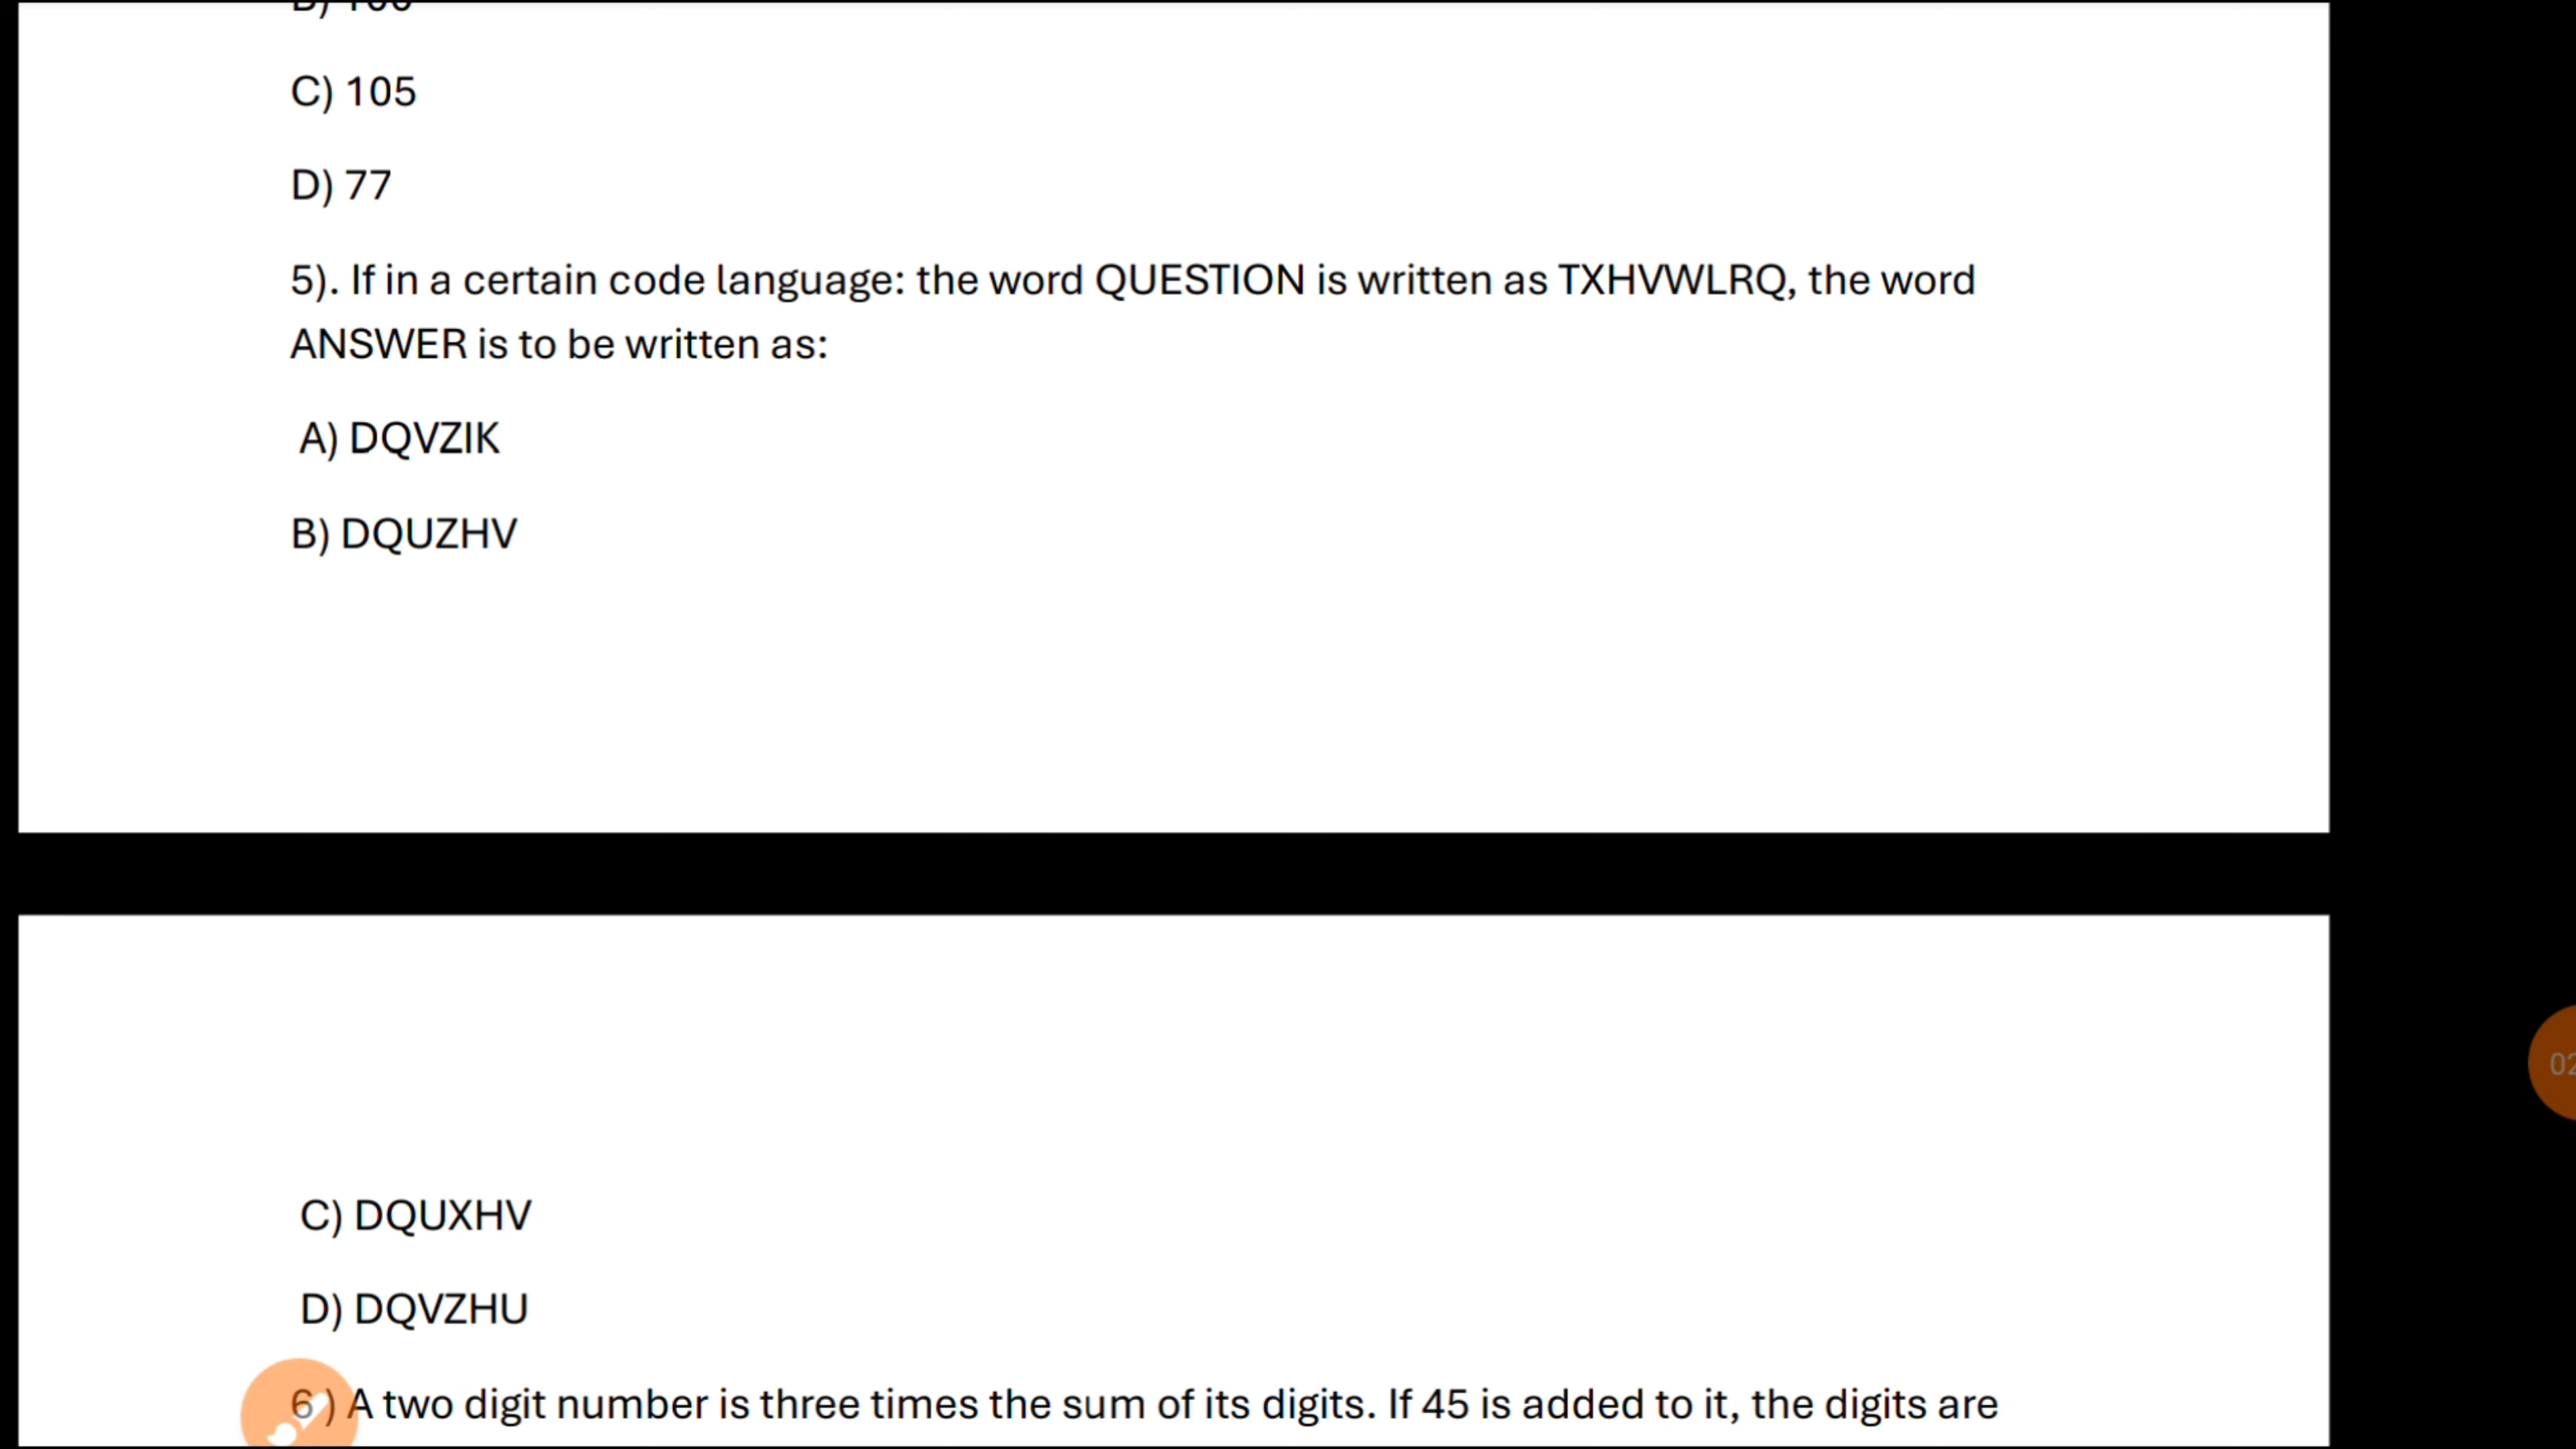 C) 105
D) 77
5). If in a certain code language: the word QUESTION is written as TXHVWLRQ, the word
ANSWER is to be written as:
A) DQVZIK
B) DQUZHV
C) DQUXHV
D) DQVZHU
6 ) A two digit number is three times the sum of its digits. If 45 is added to it, the digits are
02